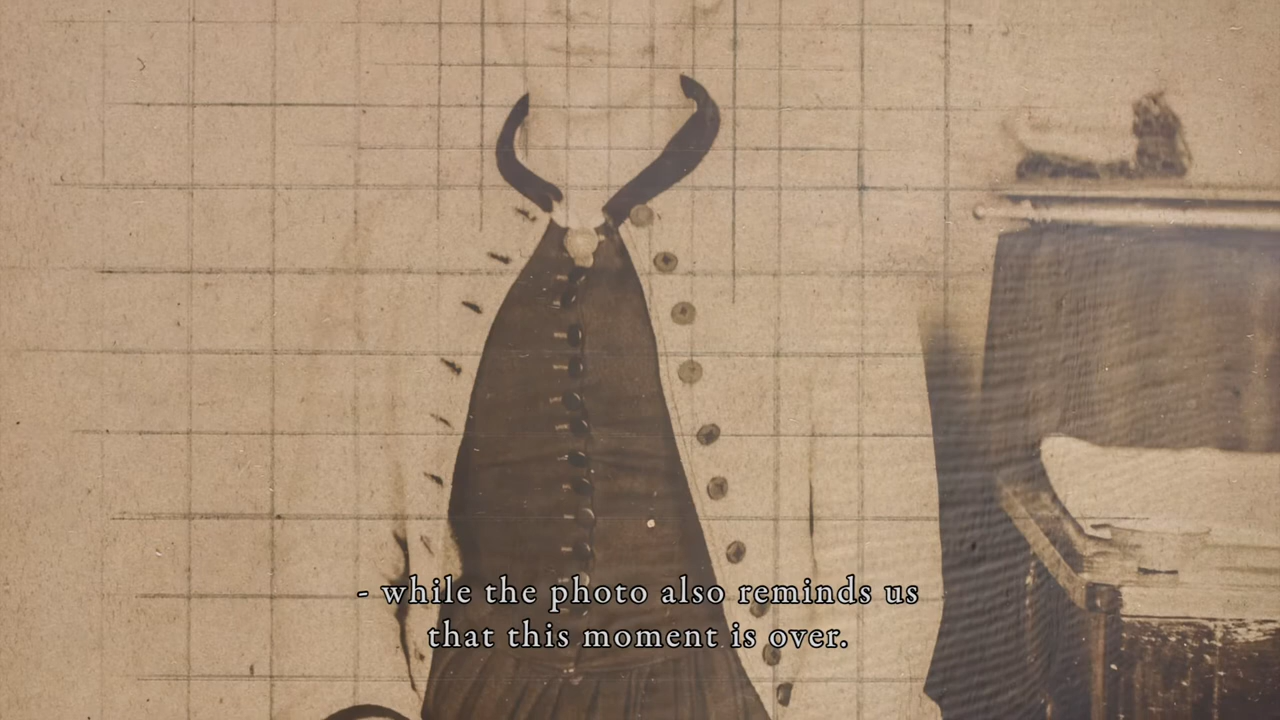 - while the photo also reminds us
that this moment is over.